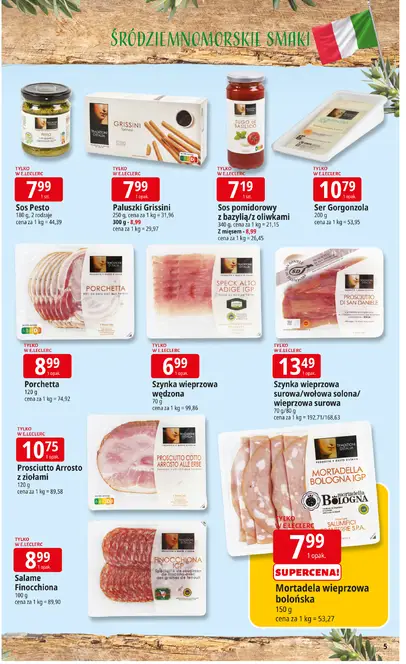 ŚRÓDZIEMNOMORSKIE SMAKI
TYLKO
W E.LECLERC
7 99
1 opak.
Sos Pesto
180 g, 2 rodzaje
cena za 1 kg = 44,39
GRISSINI
TYLKO
W E.LECLERC
7 99
1 opak.
Paluszki Grissini
250 g, cena za 1 kg = 31,96
300 g - 8,99
cena za 1 kg = 29,97
TYLKO
W E.LECLERC
7 19
1 opak.
Sos pomidorowy
z bazylią/z oliwkami
340 g, cena za 1 kg = 21,15
Z mięsem - 8,99
cena za 1 kg = 26,45
TYLKO
W E.LECLERC
10 79
1 opak.
Ser Gorgonzola
200 g
cena za 1 kg = 53,95
PORCHETTA
TYLKO
W E.LECLERC
8 99
1 opak.
Porchetta
120 g
cena za 1 kg = 74,92
SPECK ALTO
ADIGE IGP
TYLKO
W E.LECLERC
6 99
1 opak.
Szynka wieprzowa
wędzona
70 g
cena za 1 kg = 99,86
PROSCIUTTO
DI SAN DANIELE
TYLKO
W E.LECLERC
13 49
1 opak.
Szynka wieprzowa
surowa/wołowa solona/
wieprzowa surowa
70 g/80 g
cena za 1 kg = 192,71/168,63
TYLKO
W E.LECLERC
10 75
1 opak.
Prosciutto Arrosto
z ziołami
120 g
cena za 1 kg = 89,58
PROSCIUTTO COTTO
ARROSTO ALLE ERBE
TYLKO
W E.LECLERC
8 99
1 opak.
Salame
Finocchiona
100 g
cena za 1 kg = 89,90
FINOCCHIONA
IGP
MORTADELLA
BOLOGNA IGP
mortadella
BOLOGNA
TYLKO
W E.LECLERC
7 99
1 opak.
SUPERCENA!
Mortadela wieprzowa
bolońska
150 g
cena za 1 kg = 53,27
5